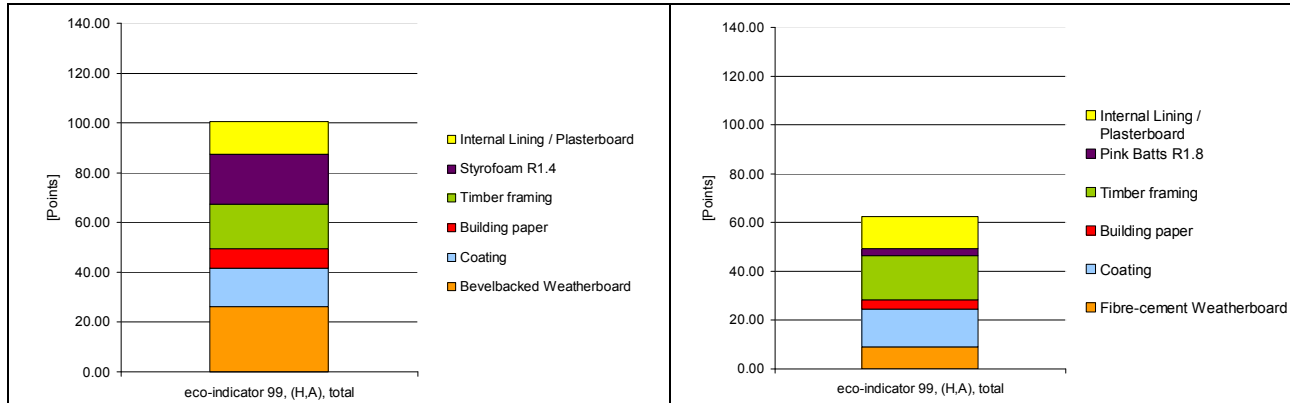 140.00
120.00
100.00
80.00
60.00
40.00
20.00
0.00
[Points]
eco-indicator 99, (H,A), total
Internal Lining / Plasterboard
Styrofoam R1.4
Timber framing
Building paper
Coating
Bevelbacked Weatherboard
140.00
120.00
100.00
80.00
60.00
40.00
20.00
0.00
[Points]
eco-indicator 99, (H,A), total
Internal Lining /
Plasterboard
Pink Batts R1.8
Timber framing
Building paper
Coating
Fibre-cement Weatherboard